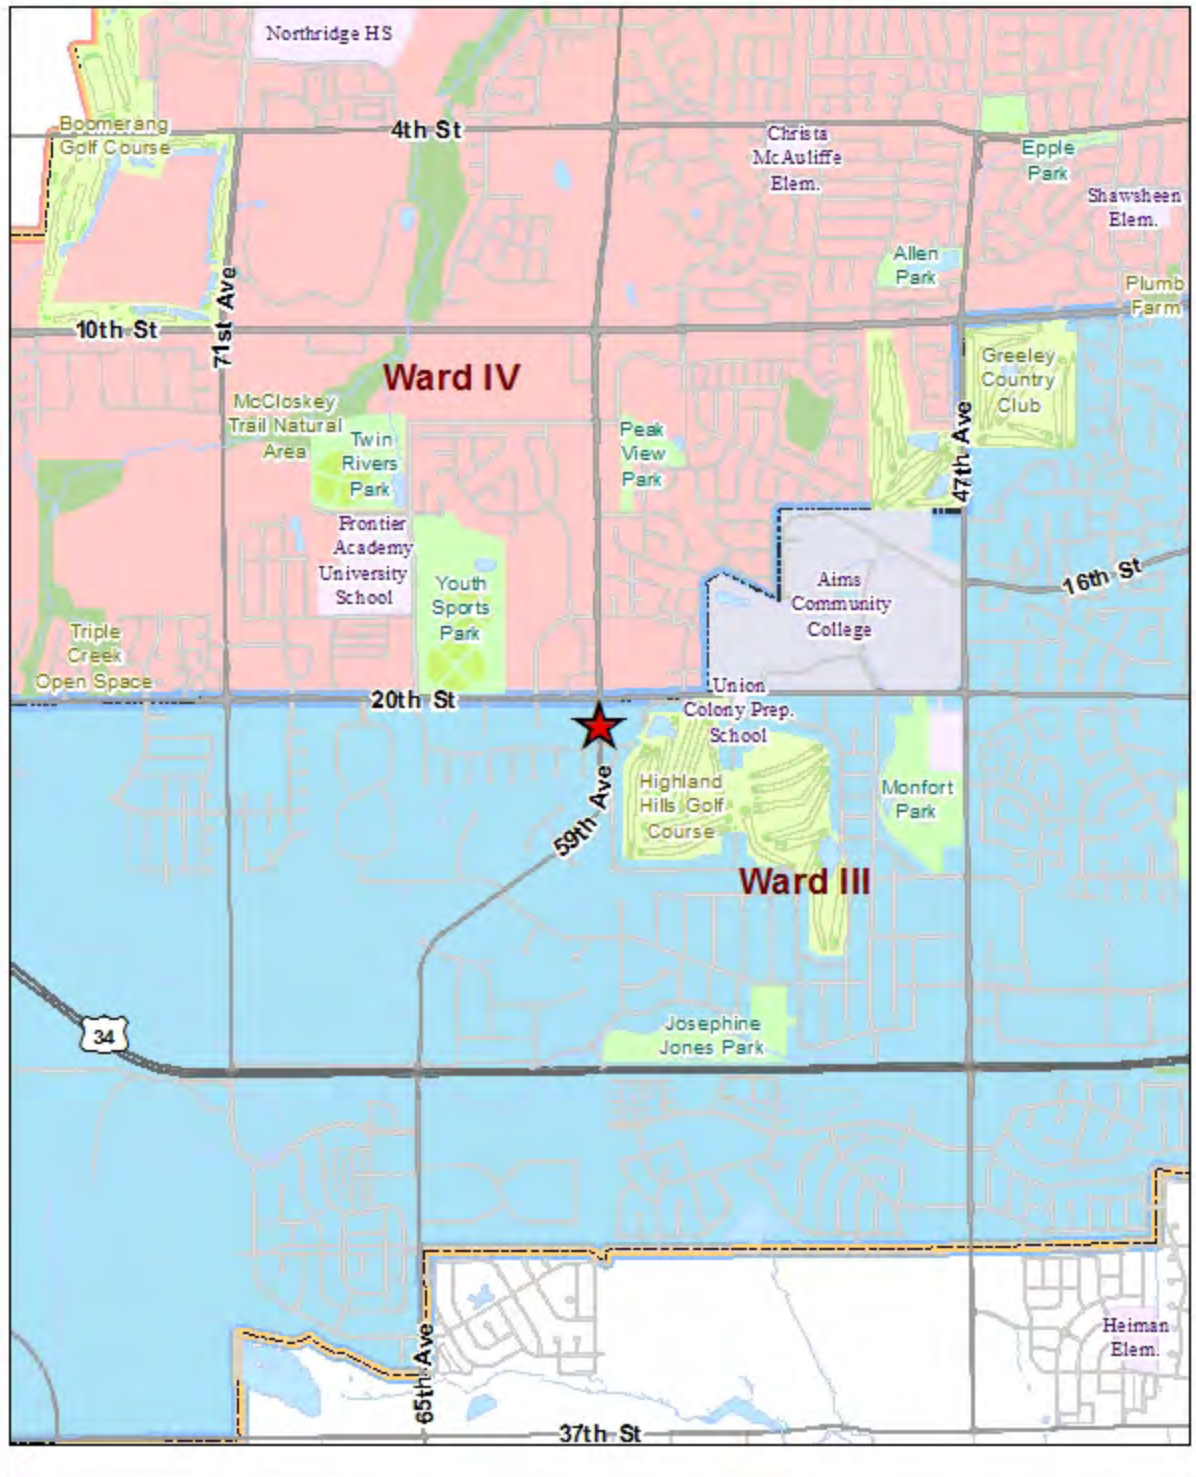 Northridge HS
Boomerang
Golf Course
4th St
Christa
McAuliffe
Elem.
Epple
Park
Shawsheen
Elem.
Allen
Park
Plumb
Farm
71st Ave
10th St
Ward IV
Greeley
Country
Club
McCloskey
Trail Natural
Area
Twin
Rivers
Park
Peak
View
Park
47th Ave
Frontier
Academy
University
School
Youth
Sports
Park
Aims
Community
College
16th St
Triple
Creek
Open Space
20th St
Union
Colony Prep.
School
59th Ave
Highland
Hills Golf
Course
Monfort
Park
Ward III
34
Josephine
Jones Park
65th Ave
Heiman
Elem.
37th St